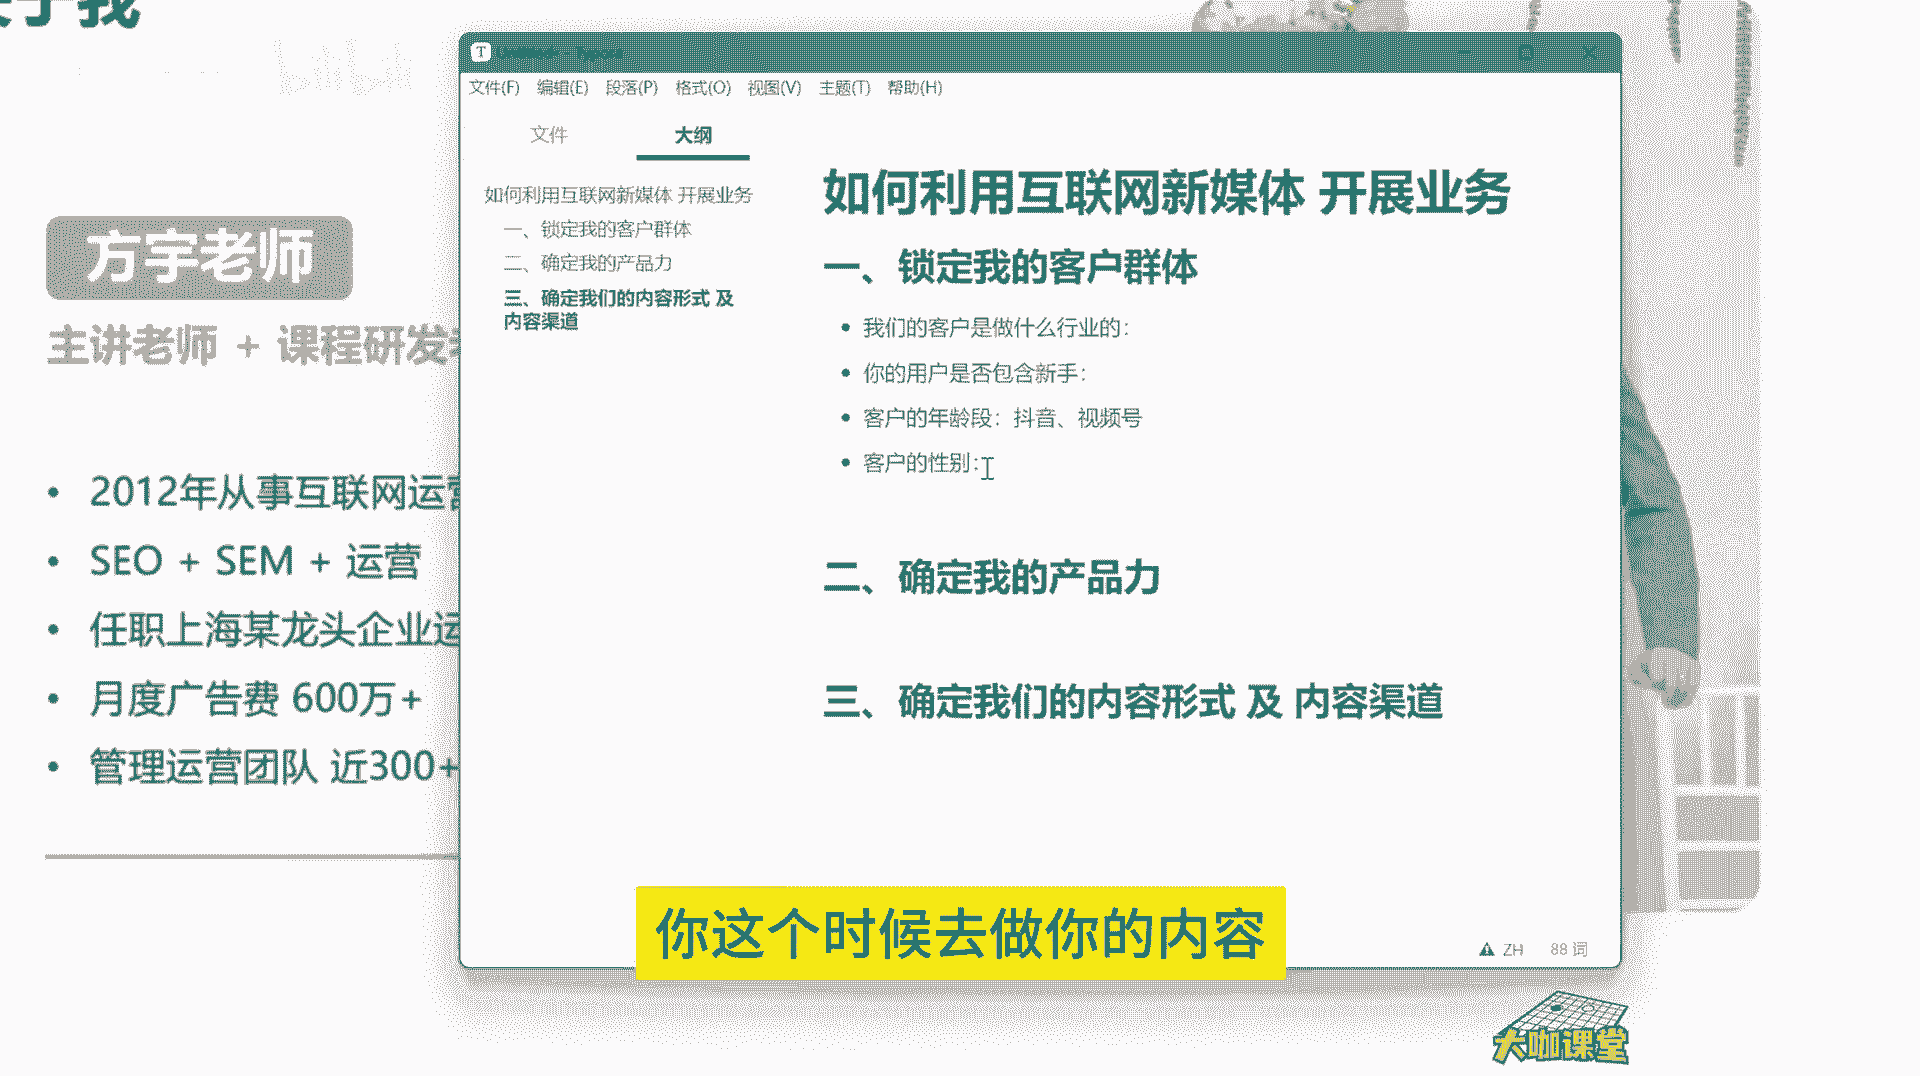 于我
bilibili
方宇老师
主讲老师 + 课程研发
2012年从事互联网运营
SEO + SEM + 运营
任职上海某龙头企业运
月度广告费 600万+
管理运营团队 近300+
Untitled - Typora
文件(F) 编辑(E) 段落(P) 格式(O) 视图(V) 主题(T) 帮助(H)
文件 大纲
如何利用互联网新媒体 开展业务
一、锁定我的客户群体
二、确定我的产品力
三、确定我们的内容形式 及
内容渠道
如何利用互联网新媒体 开展业务
一、锁定我的客户群体
我们的客户是做什么行业的：
你的用户是否包含新手：
客户的年龄段：抖音、视频号
客户的性别：
二、确定我的产品力
三、确定我们的内容形式 及 内容渠道
ZH 88 词
你这个时候去做你的内容
大咖课堂